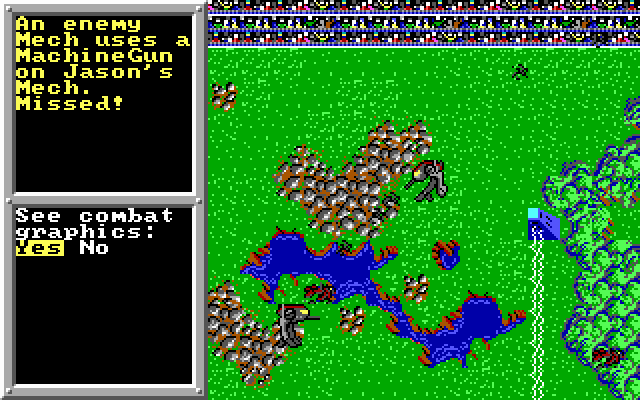 An enemy
Mech uses a
MachineGun
on Jason's
Mech.
Missed!
See combat
graphics:
Yes No